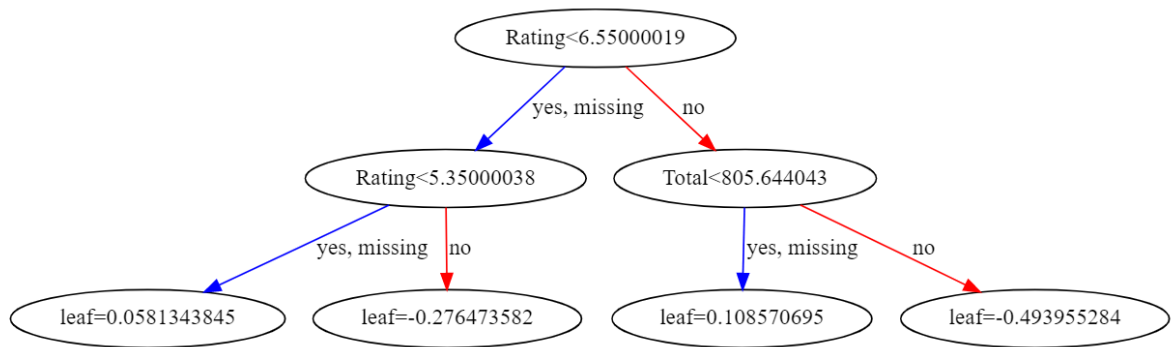 Rating<6.55000019
yes, missing
no
Rating<5.35000038
Total<805.644043
yes, missing
no
yes, missing
no
leaf=0.0581343845
leaf=-0.276473582
leaf=0.108570695
leaf=-0.493955284